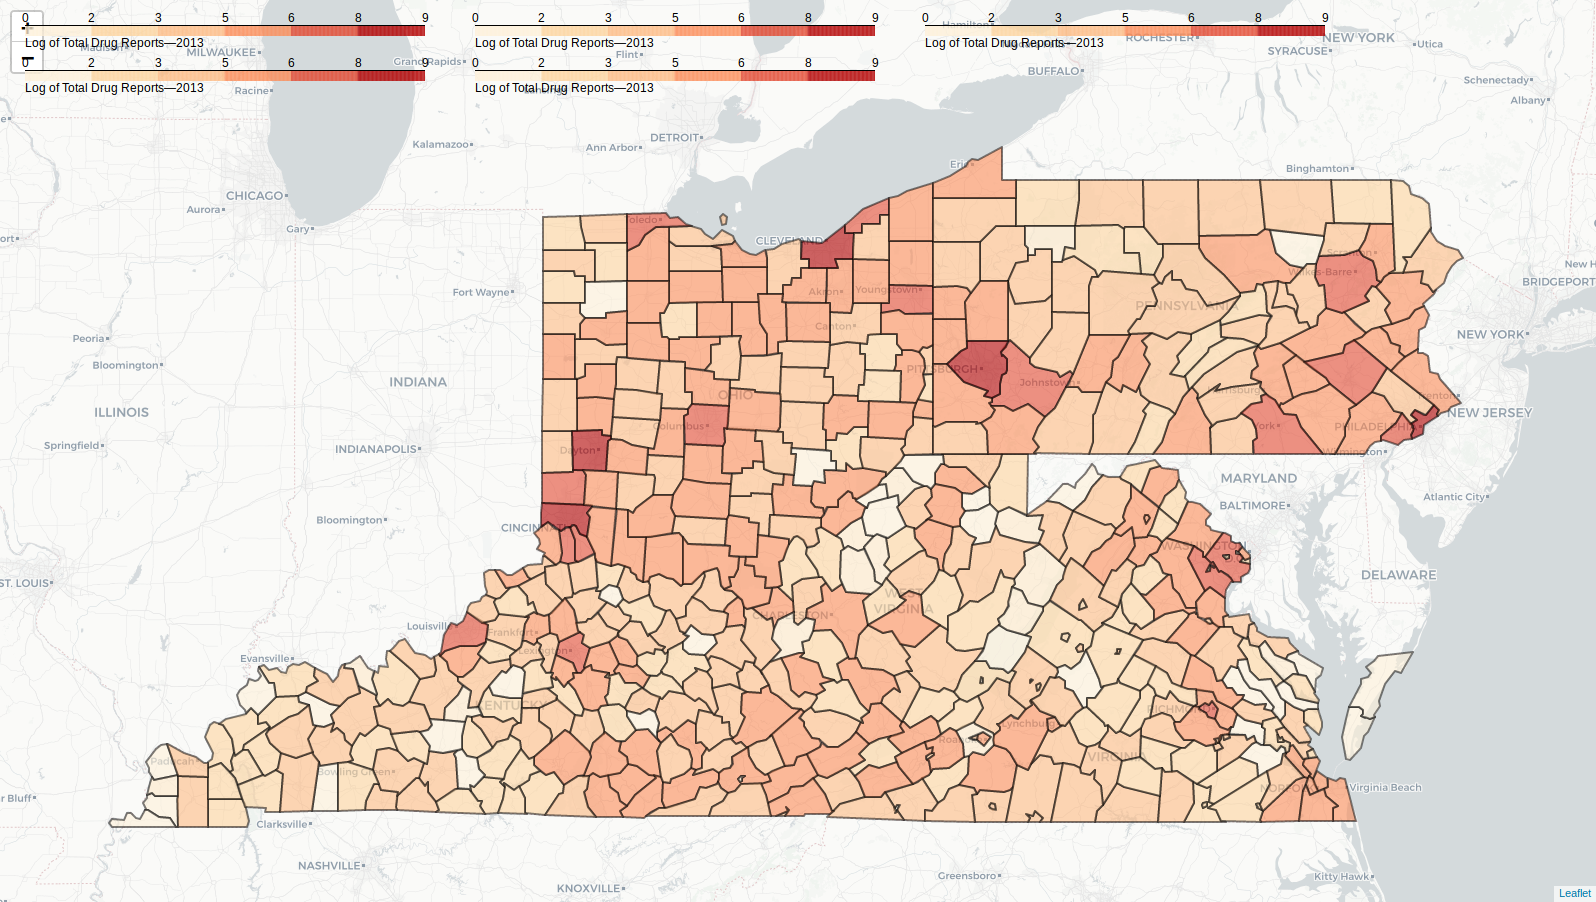 0 2 3 5 6 8 9
Log of Total Drug Reports—2013
0 2 3 5 6 8 9
Log of Total Drug Reports—2013
0 2 3 5 6 8 9
Log of Total Drug Reports—2013
0 2 3 5 6 8 9
Log of Total Drug Reports—2013
0 2 3 5 6 8 9
Log of Total Drug Reports—2013
Hamilton
ROCHESTER
NEW YORK
SYRACUSE
Utica
Madison
MILWAUKEE
Grand Rapids
Flint
BUFFALO
Schenectady
Racine
Lansing
Albany
Kalamazoo
Ann Arbor
DETROIT
Erie
Binghamton
CHICAGO
Aurora
Gary
Toledo
CLEVELAND
Scranton
Wilkes-Barre
New H
BRIDGEPORT
Fort Wayne
Akron
Youngstown
PENNSYLVANIA
Canton
NEW YORK
Peoria
Bloomington
PITTSBURGH
Johnstown
INDIANA
OHIO
Harrisburg
Trenton
ILLINOIS
NEW JERSEY
Columbus
York
PHILADELPHIA
Springfield
INDIANAPOLIS
Dayton
Wilmington
MARYLAND
BALTIMORE
Atlantic City
Bloomington
CINCINNATI
WASHINGTON
ST. LOUIS
DELAWARE
WEST
VIRGINIA
CHARLESTON
Louisville
Frankfort
Lexington
Evansville
KENTUCKY
RICHMOND
Lynchburg
Roanoke
VIRGINIA
Paducah
Bowling Green
NORFOLK
Virginia Beach
r Bluff
Clarksville
NASHVILLE
Greensboro
Kitty Hawk
KNOXVILLE
Leaflet